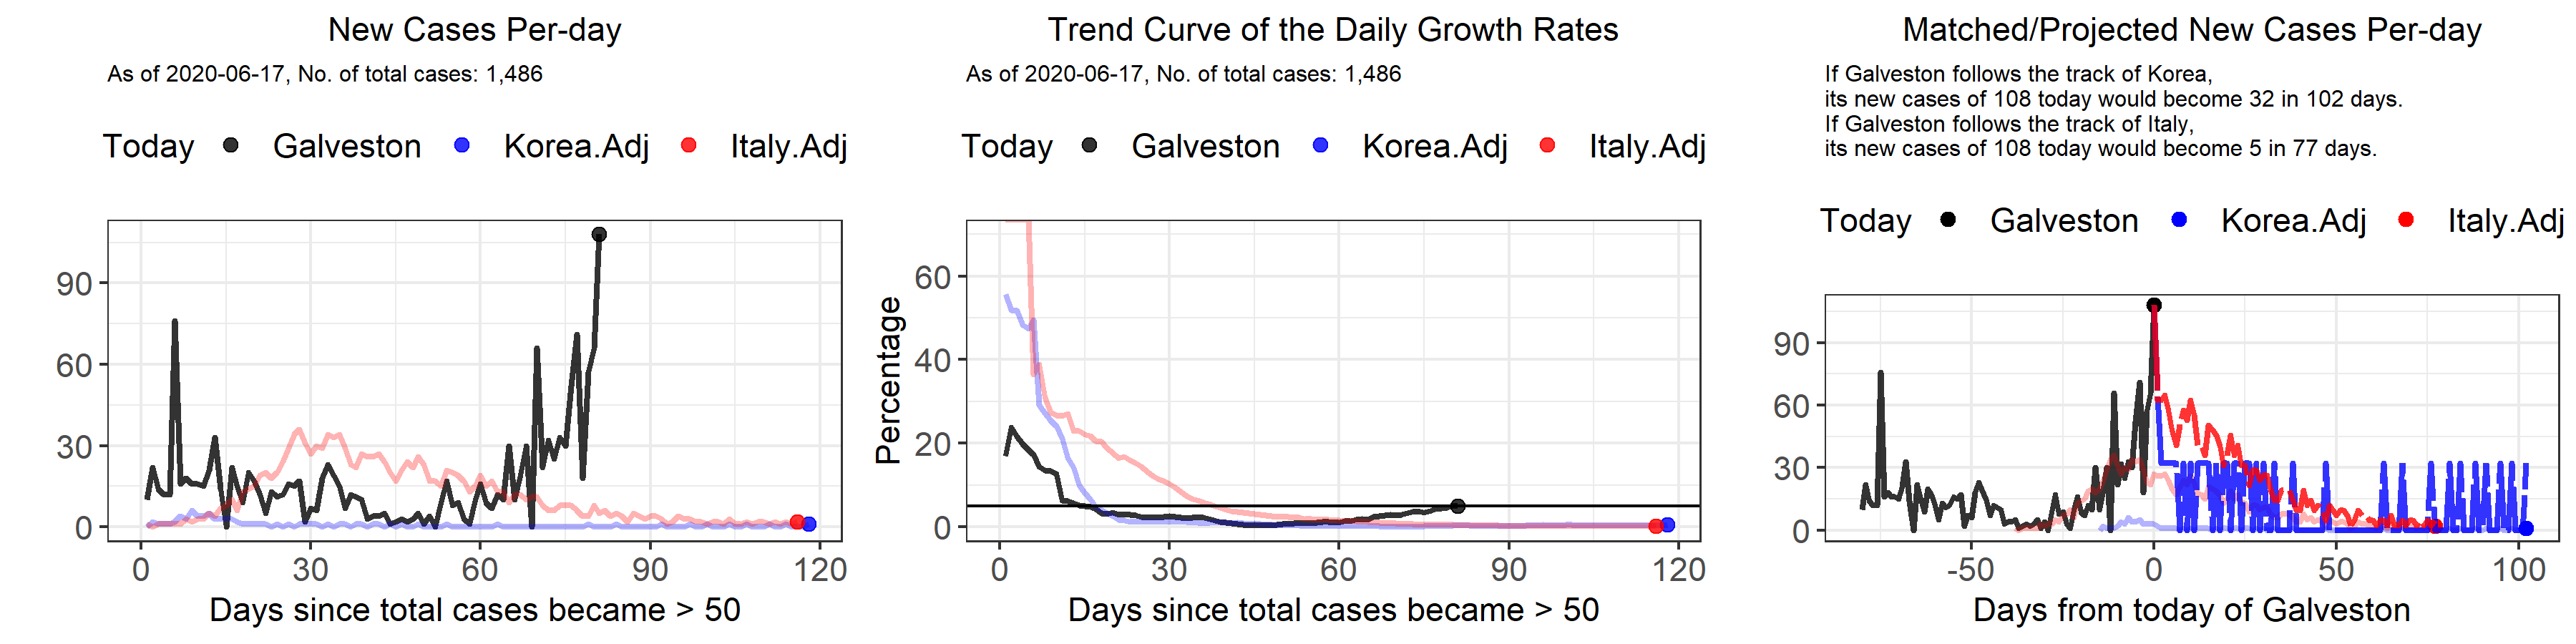 New Cases Per-day
As of 2020-06-17, No. of total cases: 1,486
Today Galveston Korea.Adj Italy.Adj
90
60
30
0
0 30 60 90 120
Days since total cases became > 50
Trend Curve of the Daily Growth Rates
As of 2020-06-17, No. of total cases: 1,486
Today Galveston Korea.Adj Italy.Adj
Percentage
60
40
20
0
0 30 60 90 120
Days since total cases became > 50
Matched/Projected New Cases Per-day
If Galveston follows the track of Korea,
its new cases of 108 today would become 32 in 102 days.
If Galveston follows the track of Italy,
its new cases of 108 today would become 5 in 77 days.
Today Galveston Korea.Adj Italy.Adj
90
60
30
0
-50 0 50 100
Days from today of Galveston